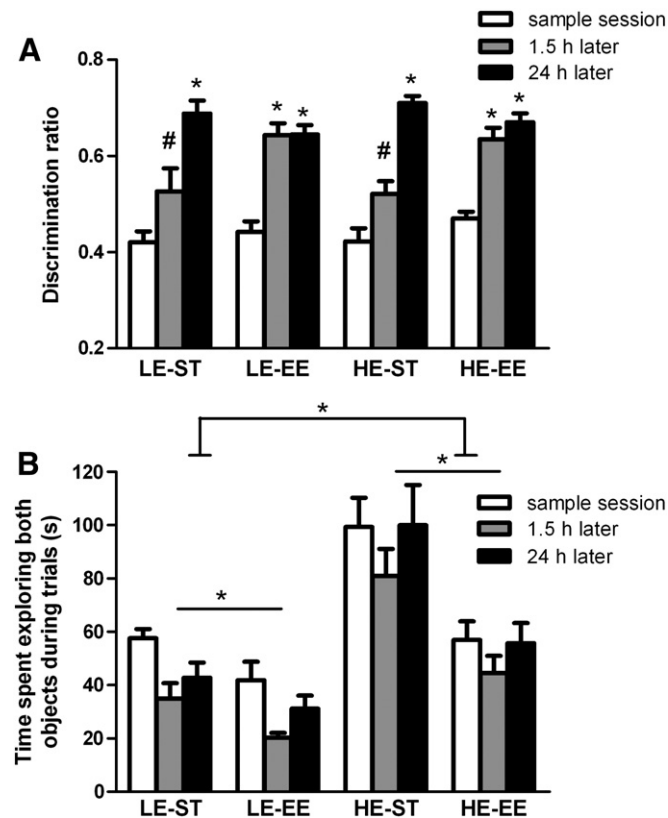 sample session
1.5 h later
24 h later
A
Discrimination ratio
0.8
0.6
0.4
0.2
# * * * # * * *
LE-ST LE-EE HE-ST HE-EE
*
B
Time spent exploring both
objects during trials (s)
120
100
80
60
40
20
0
* *
sample session
1.5 h later
24 h later
LE-ST LE-EE HE-ST HE-EE